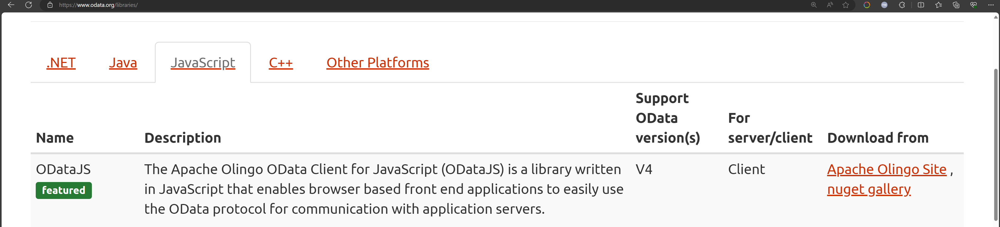 https://www.odata.org/libraries/
.NET Java JavaScript C++ Other Platforms
Support
OData For
Name Description version(s) server/client Download from
ODataJS The Apache Olingo OData Client for JavaScript (ODataJS) is a library written V4 Client Apache Olingo Site ,
featured in JavaScript that enables browser based front end applications to easily use nuget gallery
the OData protocol for communication with application servers.